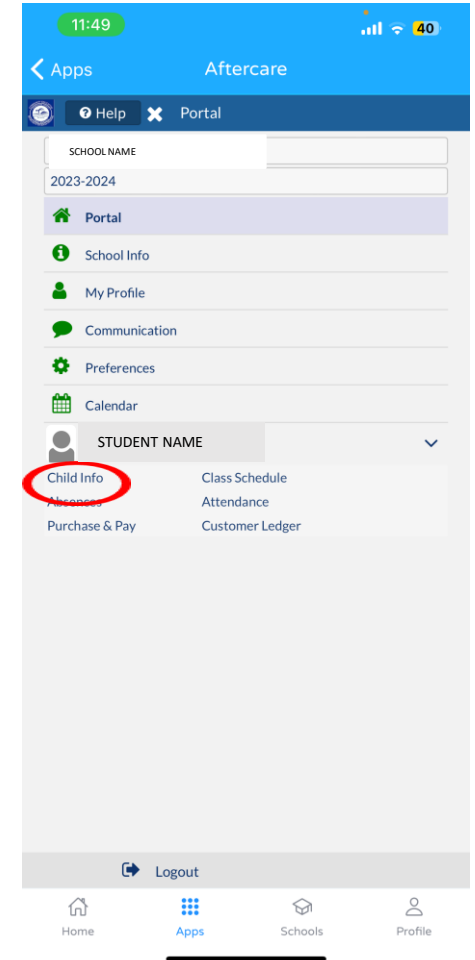 11:49 40
Apps Aftercare
Help Portal
SCHOOL NAME
2023-2024
Portal
School Info
My Profile
Communication
Preferences
Calendar
STUDENT NAME
Child Info Class Schedule
Absences Attendance
Purchase & Pay Customer Ledger
Logout
Home Apps Schools Profile